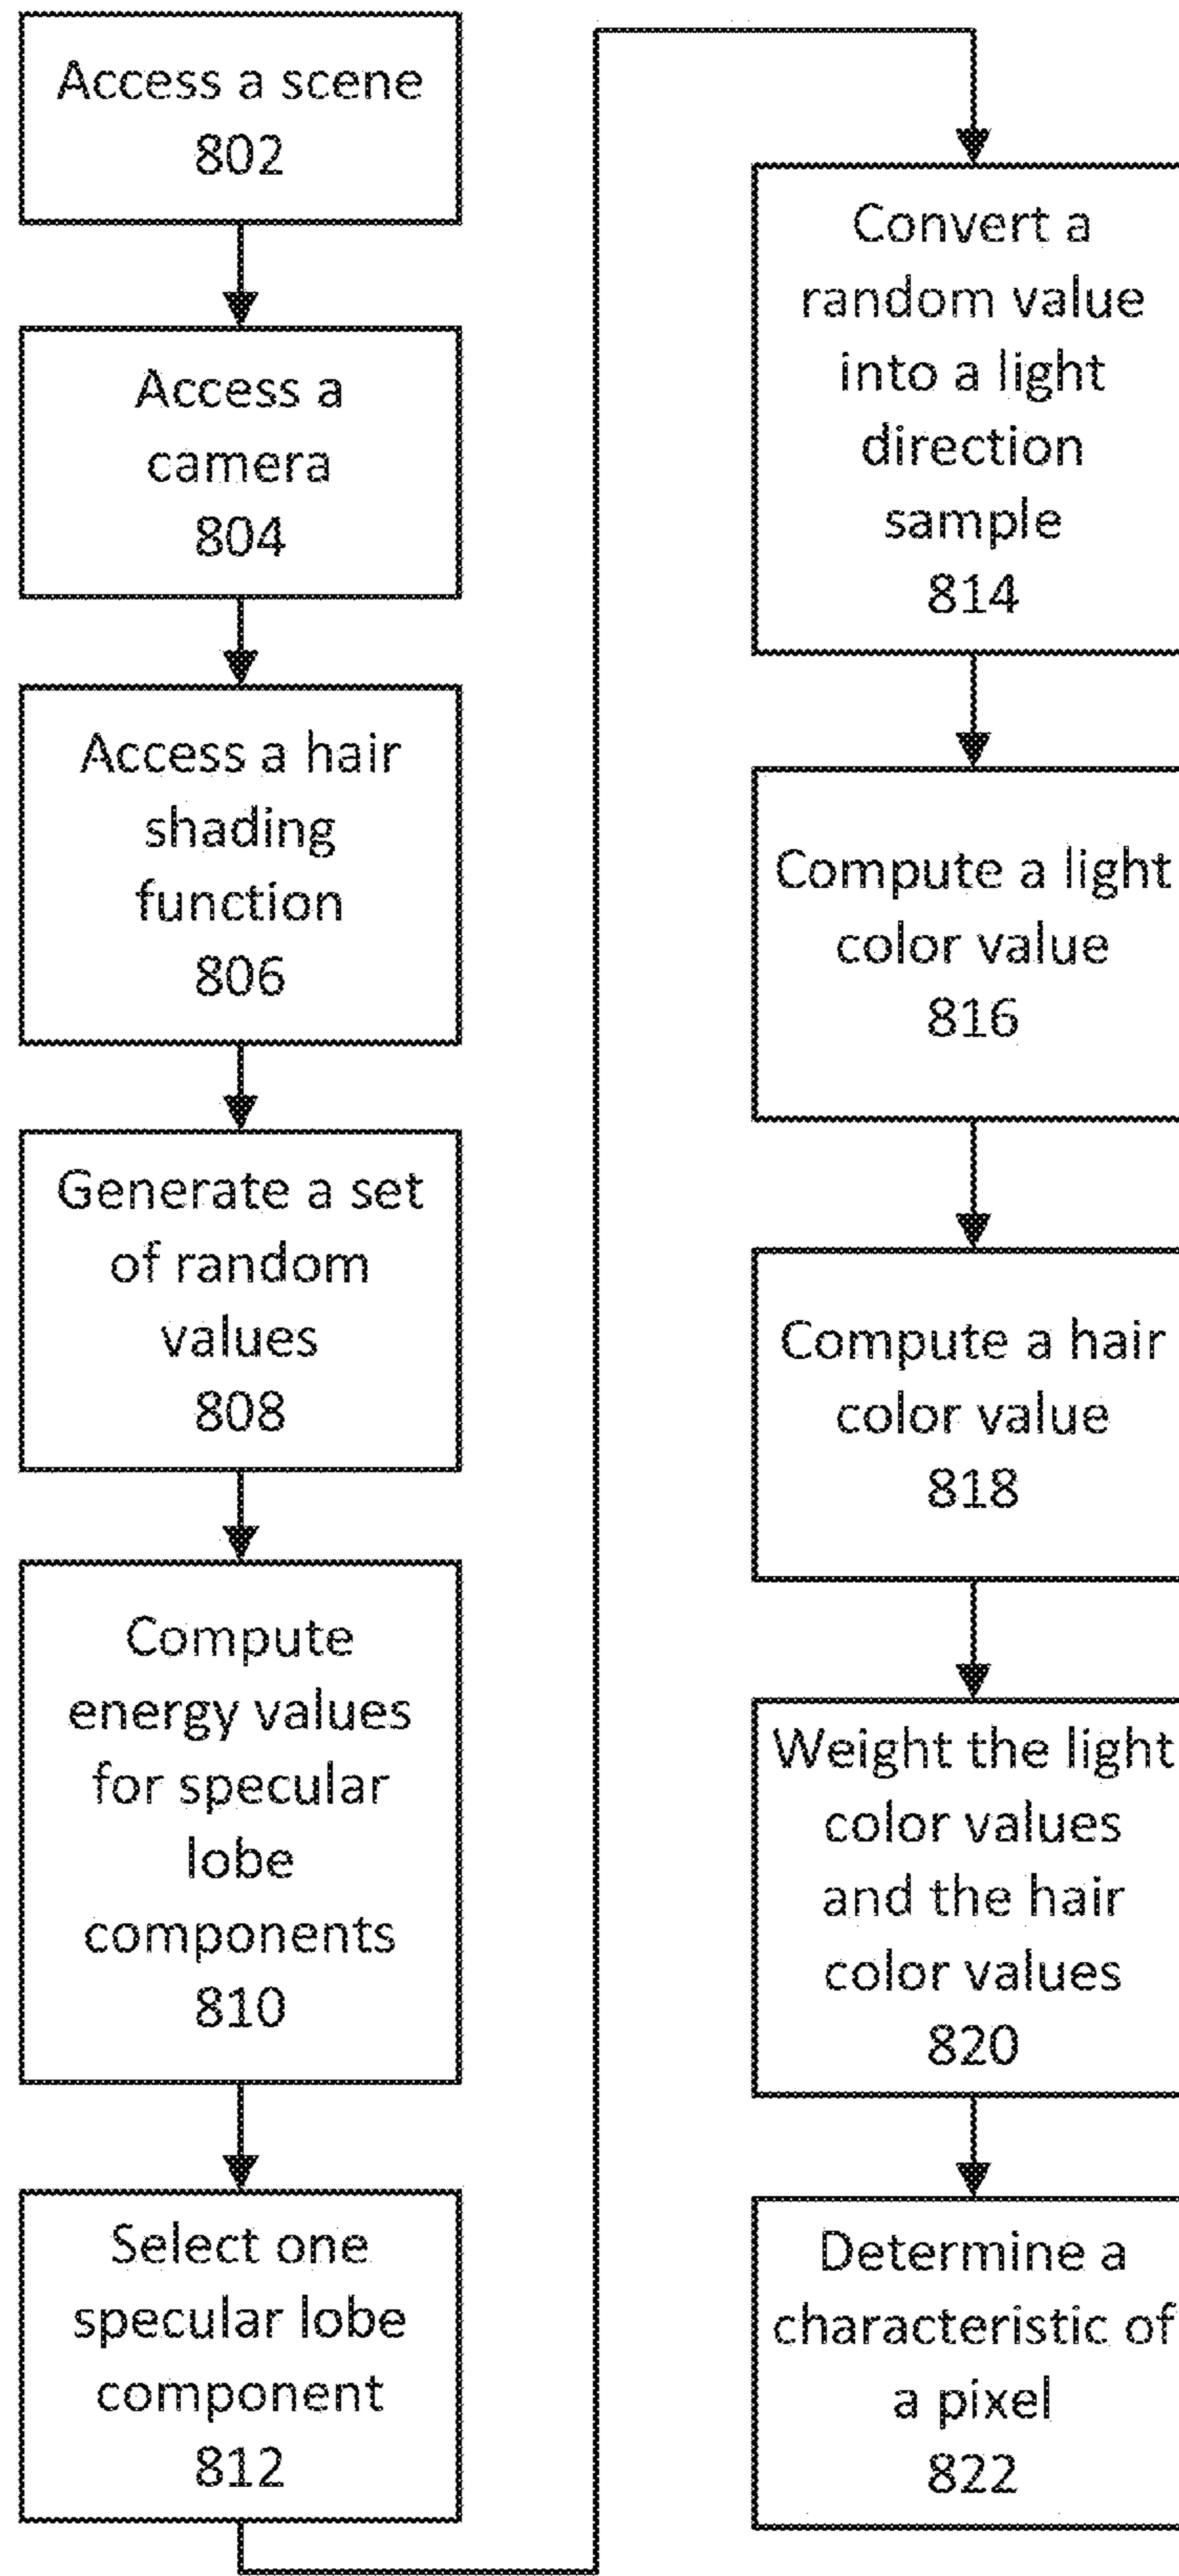 Access a scene
802
Access a
camera
804
Access a hair
shading
function
806
Generate a set
of random
values
808
Compute
energy values
for specular
lobe
components
810
Select one
specular lobe
component
812
Convert a
random value
into a light
direction
sample
814
Compute a light
color value
816
Compute a hair
color value
818
Weight the light
color values
and the hair
color values
820
Determine a
characteristic of
a pixel
822